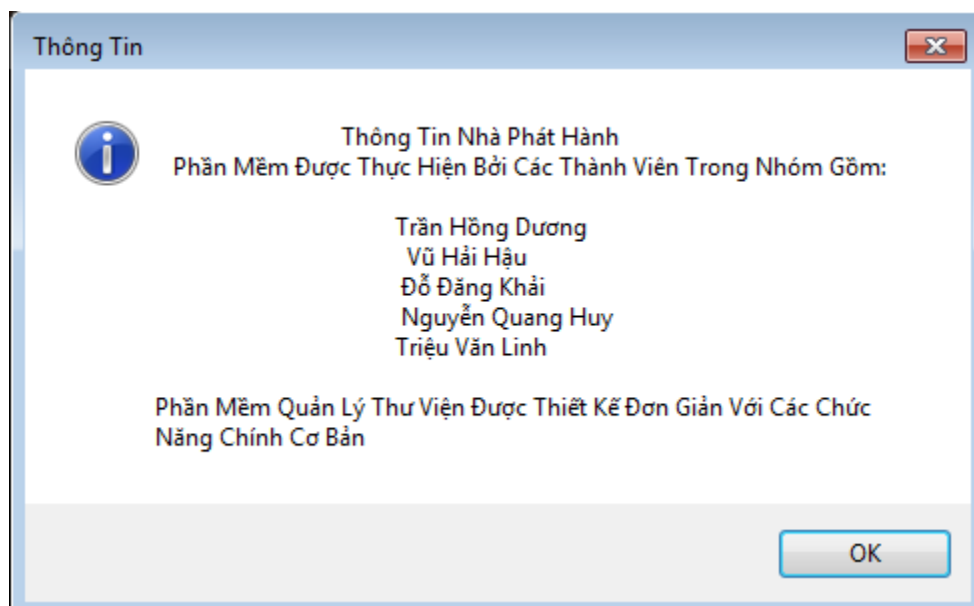 Thông Tin
Thông Tin Nhà Phát Hành
Phần Mềm Được Thực Hiện Bởi Các Thành Viên Trong Nhóm Gồm:
Trần Hồng Dương
Vũ Hải Hậu
Đỗ Đăng Khải
Nguyễn Quang Huy
Triệu Văn Linh
Phần Mềm Quản Lý Thư Viện Được Thiết Kế Đơn Giản Với Các Chức
Năng Chính Cơ Bản
OK